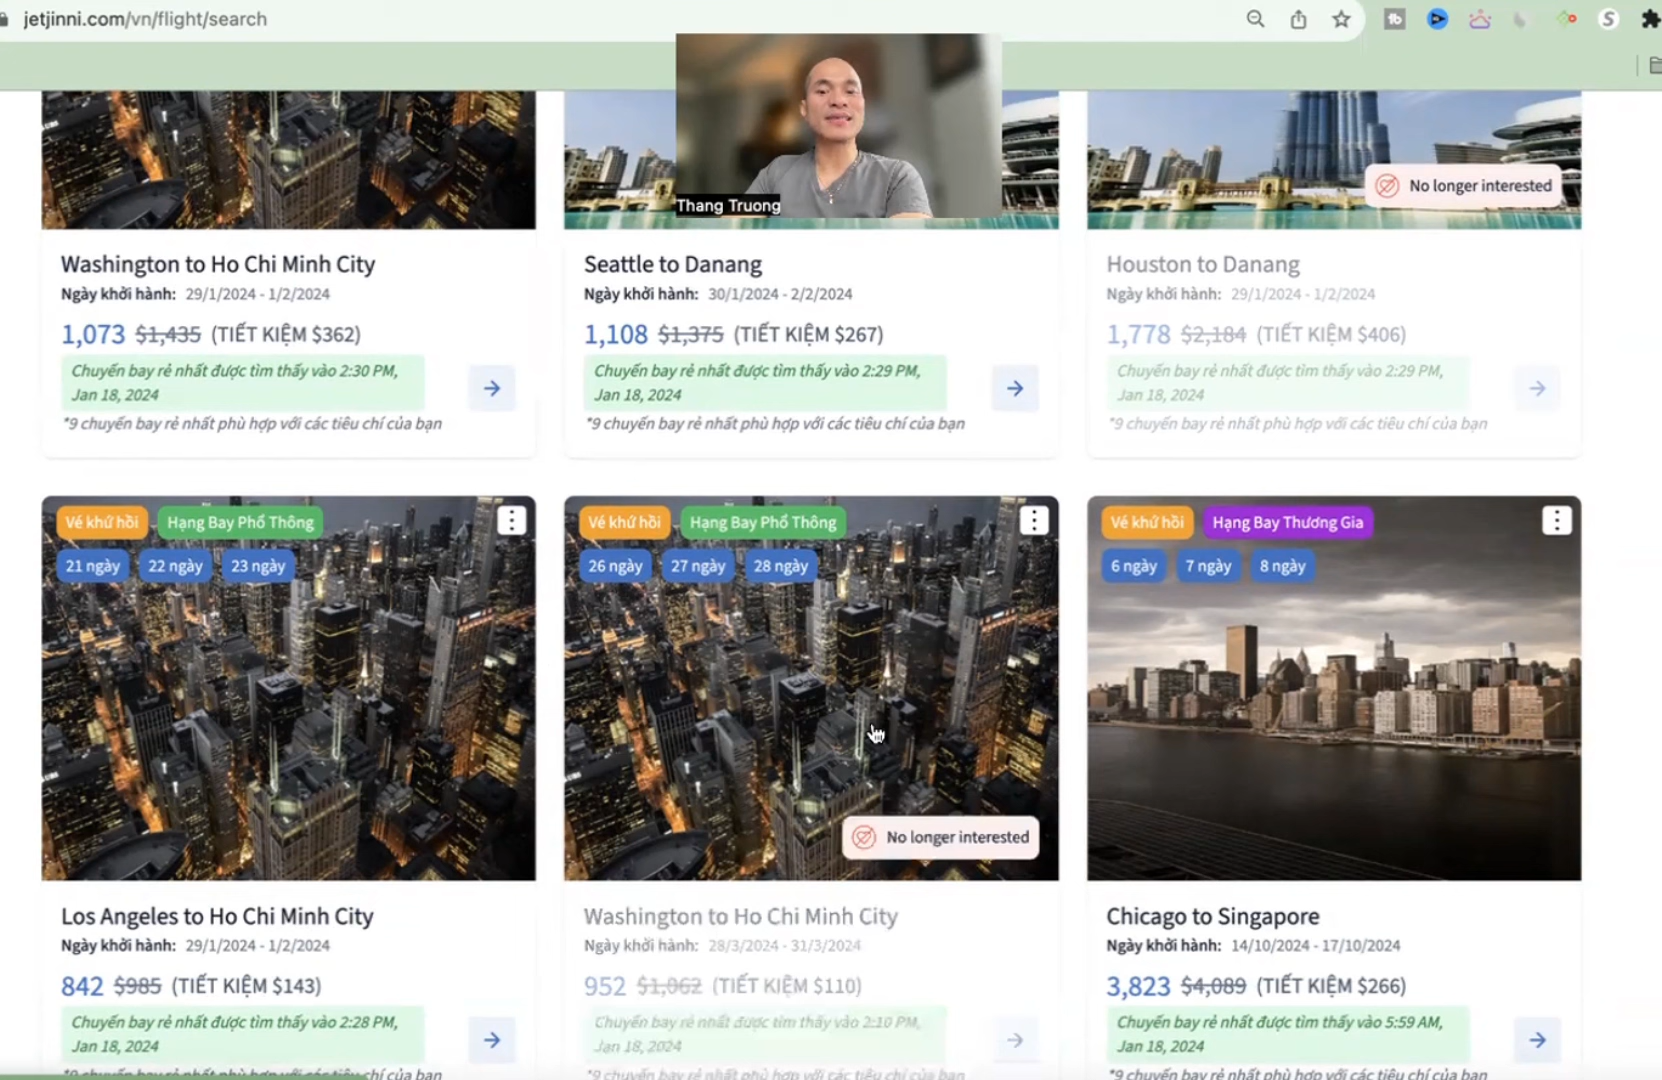 jetjinni.com/vn/flight/search
Thang Truong
No longer interested
Washington to Ho Chi Minh City
Ngày khởi hành: 29/1/2024 - 1/2/2024
1,073 $1,435 (TIẾT KIỆM $362)
Chuyến bay rẻ nhất được tìm thấy vào 2:30 PM,
Jan 18, 2024
*9 chuyến bay rẻ nhất phù hợp với các tiêu chí của bạn
Seattle to Danang
Ngày khởi hành: 30/1/2024 - 2/2/2024
1,108 $1,375 (TIẾT KIỆM $267)
Chuyến bay rẻ nhất được tìm thấy vào 2:29 PM,
Jan 18, 2024
*9 chuyến bay rẻ nhất phù hợp với các tiêu chí của bạn
Houston to Danang
Ngày khởi hành: 29/1/2024 - 1/2/2024
1,778 $2,184 (TIẾT KIỆM $406)
Chuyến bay rẻ nhất được tìm thấy vào 2:29 PM,
Jan 18, 2024
*9 chuyến bay rẻ nhất phù hợp với các tiêu chí của bạn
Vé khứ hồi Hạng Bay Phổ Thông
21 ngày 22 ngày 23 ngày
Los Angeles to Ho Chi Minh City
Ngày khởi hành: 29/1/2024 - 1/2/2024
842 $985 (TIẾT KIỆM $143)
Chuyến bay rẻ nhất được tìm thấy vào 2:28 PM,
Jan 18, 2024
chí của bạn
Vé khứ hồi Hạng Bay Phổ Thông
26 ngày 27 ngày 28 ngày
No longer interested
Washington to Ho Chi Minh City
Ngày khởi hành: 28/3/2024 - 31/3/2024
952 $1,062 (TIẾT KIỆM $110)
Chuyến bay rẻ nhất được tìm thấy vào 2:10 PM,
Jan 18, 2024
*9 chuyến bay rẻ nhất phù hợp với các tiêu chí của bạn
Vé khứ hồi Hạng Bay Thương Gia
6 ngày 7 ngày 8 ngày
Chicago to Singapore
Ngày khởi hành: 14/10/2024 - 17/10/2024
3,823 $4,089 (TIẾT KIỆM $266)
Chuyến bay rẻ nhất được tìm thấy vào 5:59 AM,
Jan 18, 2024
*9 chuyến bay rẻ nhất phù hợp với các tiêu chí của bạn